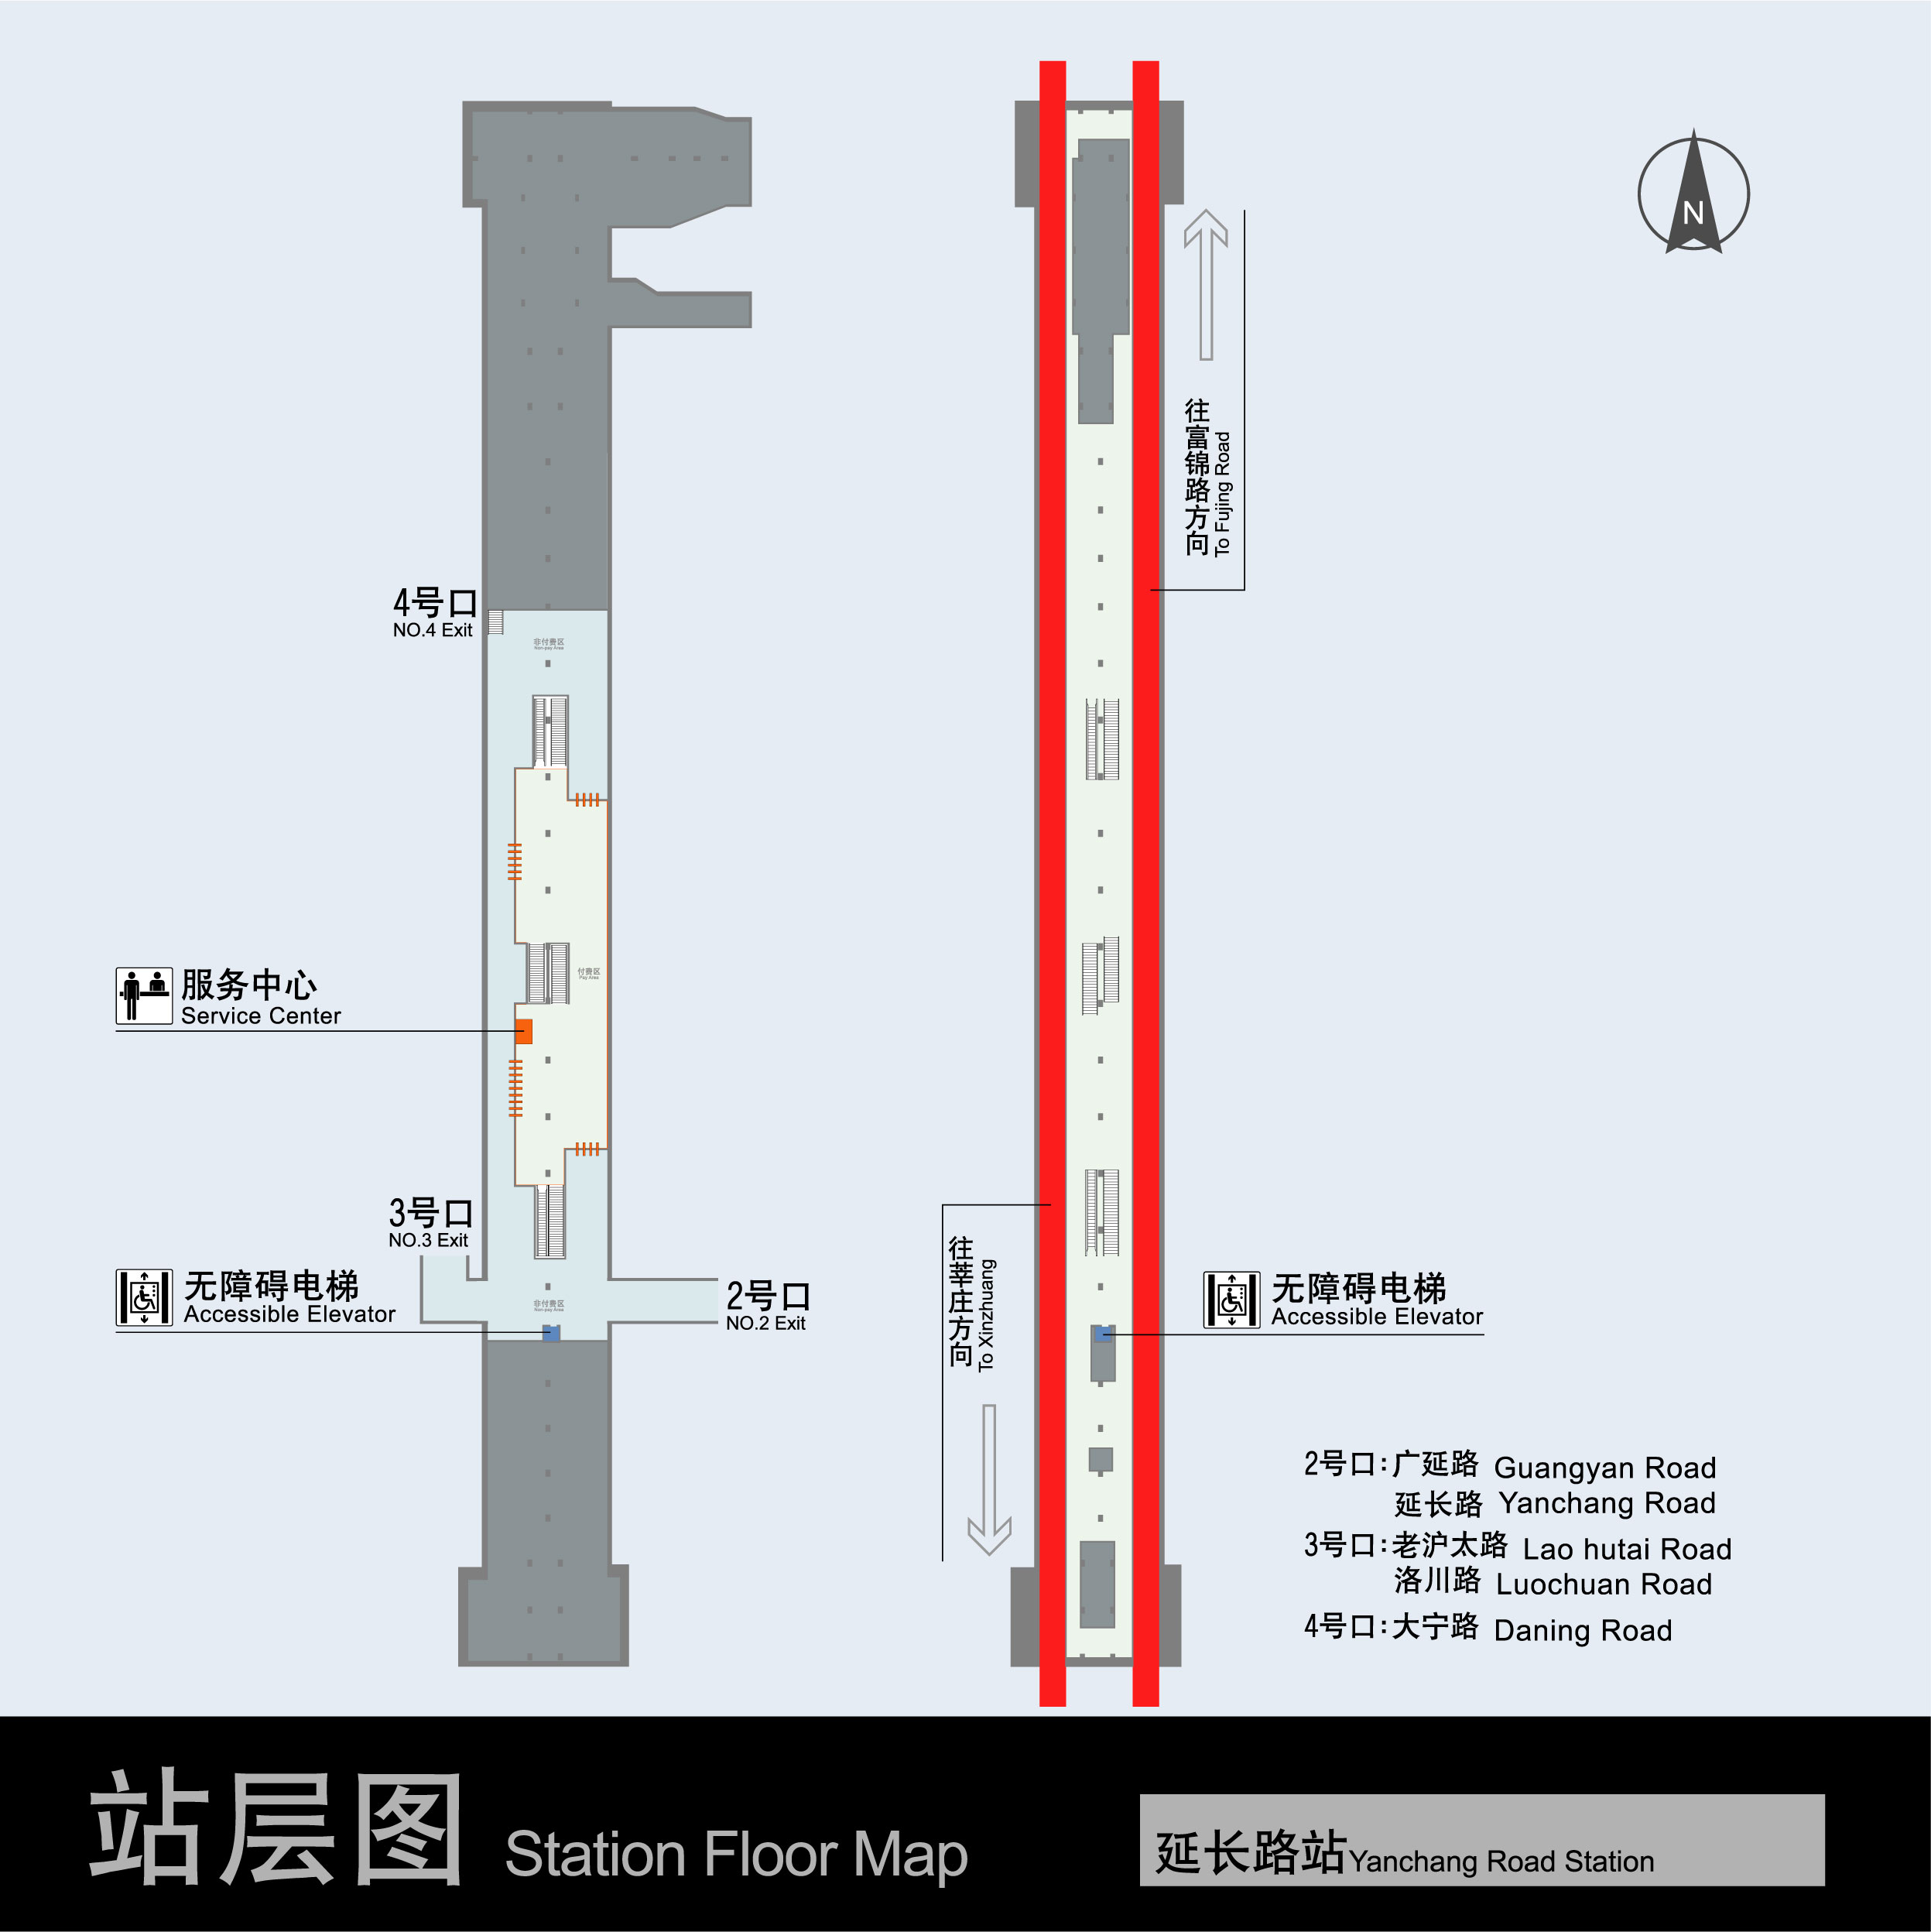 N
往富锦路方向
To Fujing Road
4号口
NO.4 Exit
非付费区
Non-pay Area
付费区
Pay Area
服务中心
Service Center
3号口
NO.3 Exit
无障碍电梯
Accessible Elevator
非付费区
Non-pay Area
2号口
NO.2 Exit
往莘庄方向
To Xinzhuang
无障碍电梯
Accessible Elevator
2号口:广延路 Guangyan Road
延长路 Yanchang Road
3号口:老沪太路 Lao hutai Road
洛川路 Luochuan Road
4号口:大宁路 Daning Road
站层图 Station Floor Map
延长路站 Yanchang Road Station